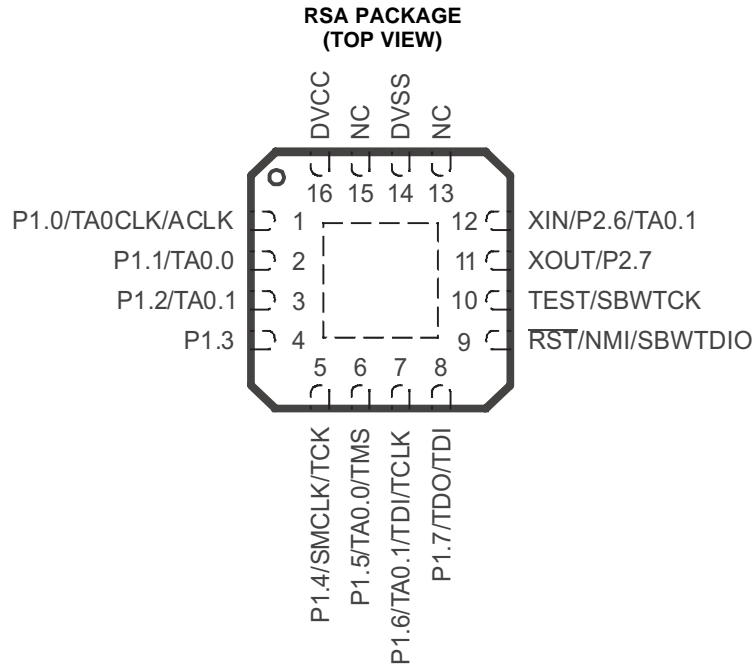 RSA PACKAGE
(TOP VIEW)
DVCC
NC
DVSS
NC
16
15
14
13
P1.0/TA0CLK/ACLK
1
12
XIN/P2.6/TA0.1
P1.1/TA0.0
2
11
XOUT/P2.7
P1.2/TA0.1
3
10
TEST/SBWTCK
P1.3
4
9
RST/NMI/SBWTDIO
5
6
7
8
P1.4/SMCLK/TCK
P1.5/TA0.0/TMS
P1.6/TA0.1/TDI/TCLK
P1.7/TDO/TDI